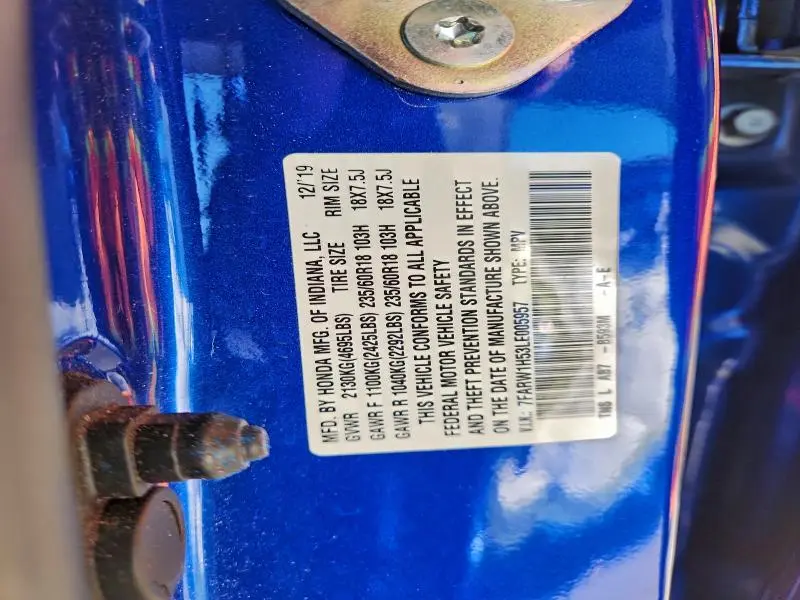 MFD. BY HONDA MFG. OF INDIANA, LLC 12/'19
GVWR 2130KG(4695LBS) TIRE SIZE RIM SIZE
GAWR F 1100KG(2425LBS) 235/60R18 103H 18X7.5J
GAWR R 1040KG(2292LBS) 235/60R18 103H 18X7.5J
THIS VEHICLE CONFORMS TO ALL APPLICABLE
FEDERAL MOTOR VEHICLE SAFETY
AND THEFT PREVENTION STANDARDS IN EFFECT
ON THE DATE OF MANUFACTURE SHOWN ABOVE.
V.I.N.: 7FARW1H53LE005957 TYPE: MPV
L A07 -B593M -A-E